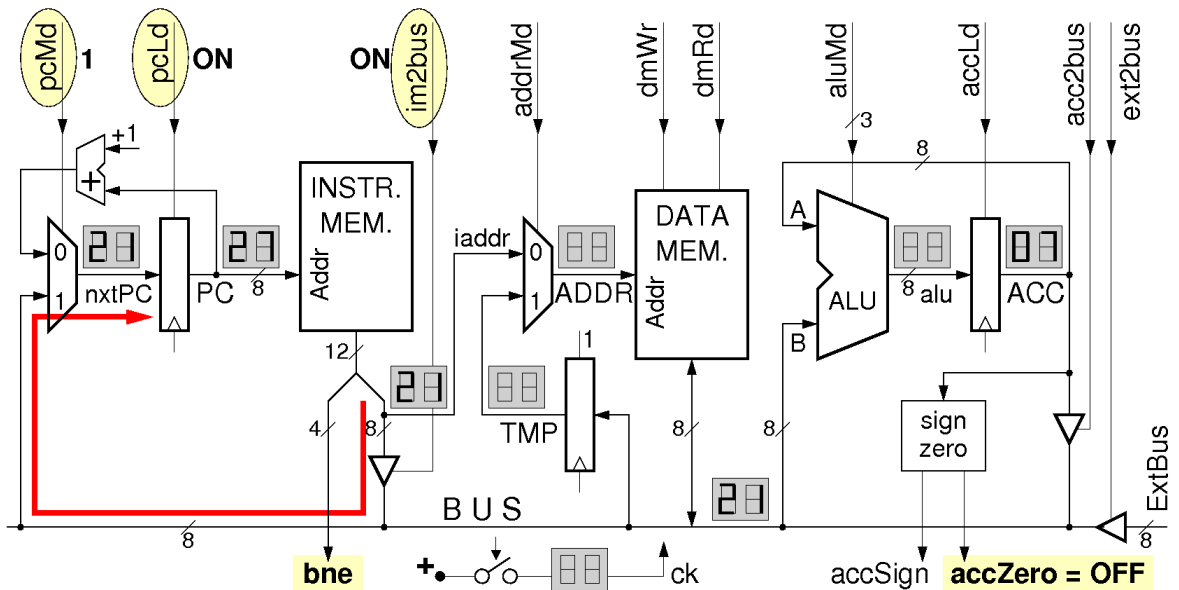 pcMd
1
pcLd
ON
ON
im2bus
addrMd
dmWr
dmRd
aluMd
accLd
acc2bus
ext2bus
+1
+
3
8
INSTR.
MEM.
Addr
DATA
MEM.
Addr
A
B
ALU
0
1
21
nxtPC
27
PC
8
iaddr
0
1
ADDR
8
alu
07
ACC
12
1
4
8
21
TMP
8
8
sign
zero
21
BUS
8
ExtBus
8
bne
+
ck
accSign
accZero = OFF